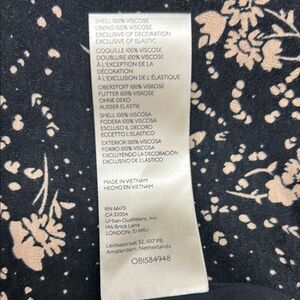 SHELL 100% VISCOSE
LINING 100% VISCOSE
EXCLUSIVE OF DECORATION
EXCLUSIVE OF ELASTIC
COQUILLE 100% VISCOSE
DOUBLURE 100% VISCOSE
À L'EXCEPTION DE LA
DÉCORATION
À L'EXCLUSION DE L'ÉLASTIQUE
OBERSTOFF 100% VISKOSE
FUTTER 100% VISKOSE
OHNE DEKO
AUSSER ELASTIK
SHELL 100% VISCOSA
FODERA 100% VISCOSA
ESCLUSO IL DECORO
ECCETTO L'ELASTICO
EXTERIOR 100% VISCOSA
FORRO 100% VISCOSA
EXCLUYENDO LA DECORACIÓN
EXCLUSIVO DE ELÁSTICO
MADE IN VIETNAM
HECHO EN VIETNAM
RN 66170
CA 32054
Urban Outfitters, Inc.
146 Brick Lane
LONDON, E1 6RU
Leidsestraat 32, 1017 PB
Amsterdam, Netherlands
OB1584948